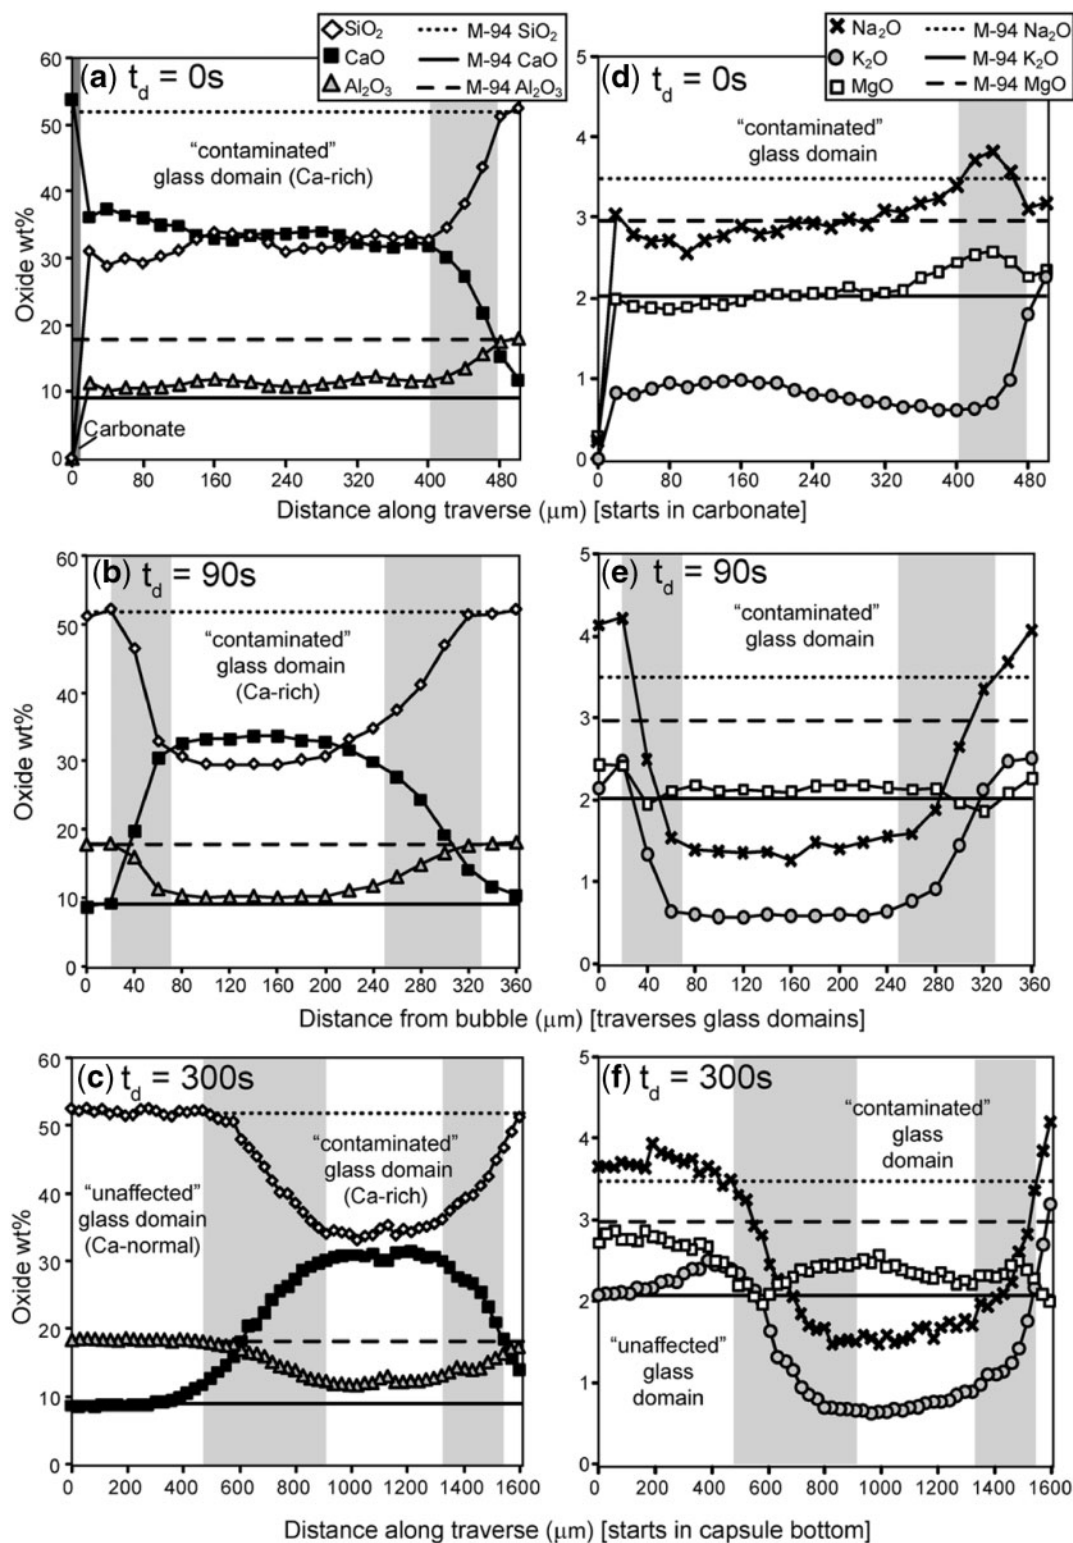 SiO₂ M-94 SiO₂
CaO M-94 CaO
Al₂O₃ M-94 Al₂O₃
(a) t_d = 0s
60
50
40
30
20
10
0
Oxide wt%
"contaminated"
glass domain (Ca-rich)
Carbonate
0 80 160 240 320 400 480
Na₂O M-94 Na₂O
K₂O M-94 K₂O
MgO M-94 MgO
(d) t_d = 0s
5
4
3
2
1
0
"contaminated"
glass domain
0 80 160 240 320 400 480
Distance along traverse (μm) [starts in carbonate]
(b) t_d = 90s
60
50
40
30
20
10
0
Oxide wt%
"contaminated"
glass domain
(Ca-rich)
0 40 80 120 160 200 240 280 320 360
(e) t_d = 90s
5
4
3
2
1
0
"contaminated"
glass domain
0 40 80 120 160 200 240 280 320 360
Distance from bubble (μm) [traverses glass domains]
(c) t_d = 300s
60
50
40
30
20
10
0
Oxide wt%
"contaminated"
glass domain
(Ca-rich)
"unaffected"
glass domain
(Ca-normal)
0 200 400 600 800 1000 1200 1400 1600
(f) t_d = 300s
5
4
3
2
1
0
"contaminated"
glass
domain
"unaffected"
glass
domain
0 200 400 600 800 1000 1200 1400 1600
Distance along traverse (μm) [starts in capsule bottom]